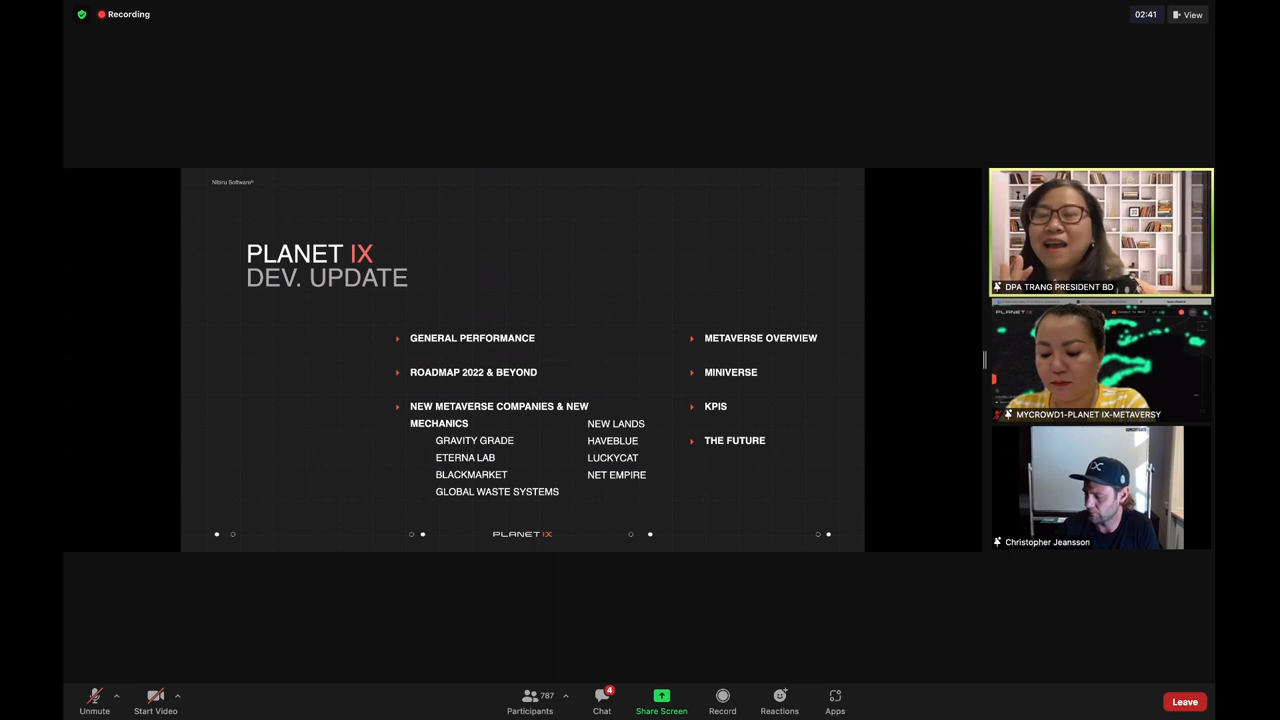 Recording
02:41
View
Nibiru Software®
PLANET IX
DEV. UPDATE
GENERAL PERFORMANCE
ROADMAP 2022 & BEYOND
NEW METAVERSE COMPANIES & NEW
MECHANICS
GRAVITY GRADE
ETERNA LAB
BLACKMARKET
GLOBAL WASTE SYSTEMS
NEW LANDS
HAVEBLUE
LUCKYCAT
NET EMPIRE
METAVERSE OVERVIEW
MINIVERSE
KPIS
THE FUTURE
PLANET IX
DPA TRANG PRESIDENT BD
PLANET IX
MYCROWD1-PLANET IX-METAVERSY
Christopher Jeansson
Unmute
Start Video
787
Participants
4
Chat
Share Screen
Record
Reactions
Apps
Leave